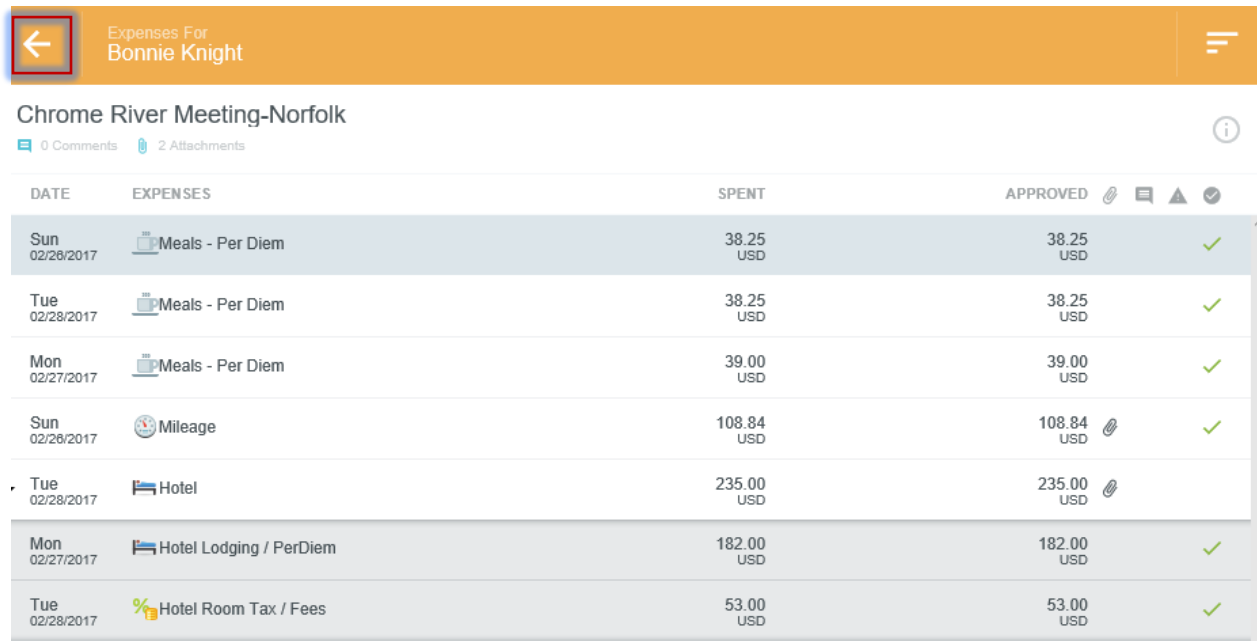 Expenses For
Bonnie Knight
Chrome River Meeting-Norfolk
0 Comments 2 Attachments
DATE EXPENSES SPENT APPROVED
Sun Meals - Per Diem 38.25 38.25
02/26/2017 USD USD
Tue Meals - Per Diem 38.25 38.25
02/28/2017 USD USD
Mon Meals - Per Diem 39.00 39.00
02/27/2017 USD USD
Sun Mileage 108.84 108.84
02/26/2017 USD USD
Tue Hotel 235.00 235.00
02/28/2017 USD USD
Mon Hotel Lodging / PerDiem 182.00 182.00
02/27/2017 USD USD
Tue Hotel Room Tax / Fees 53.00 53.00
02/28/2017 USD USD